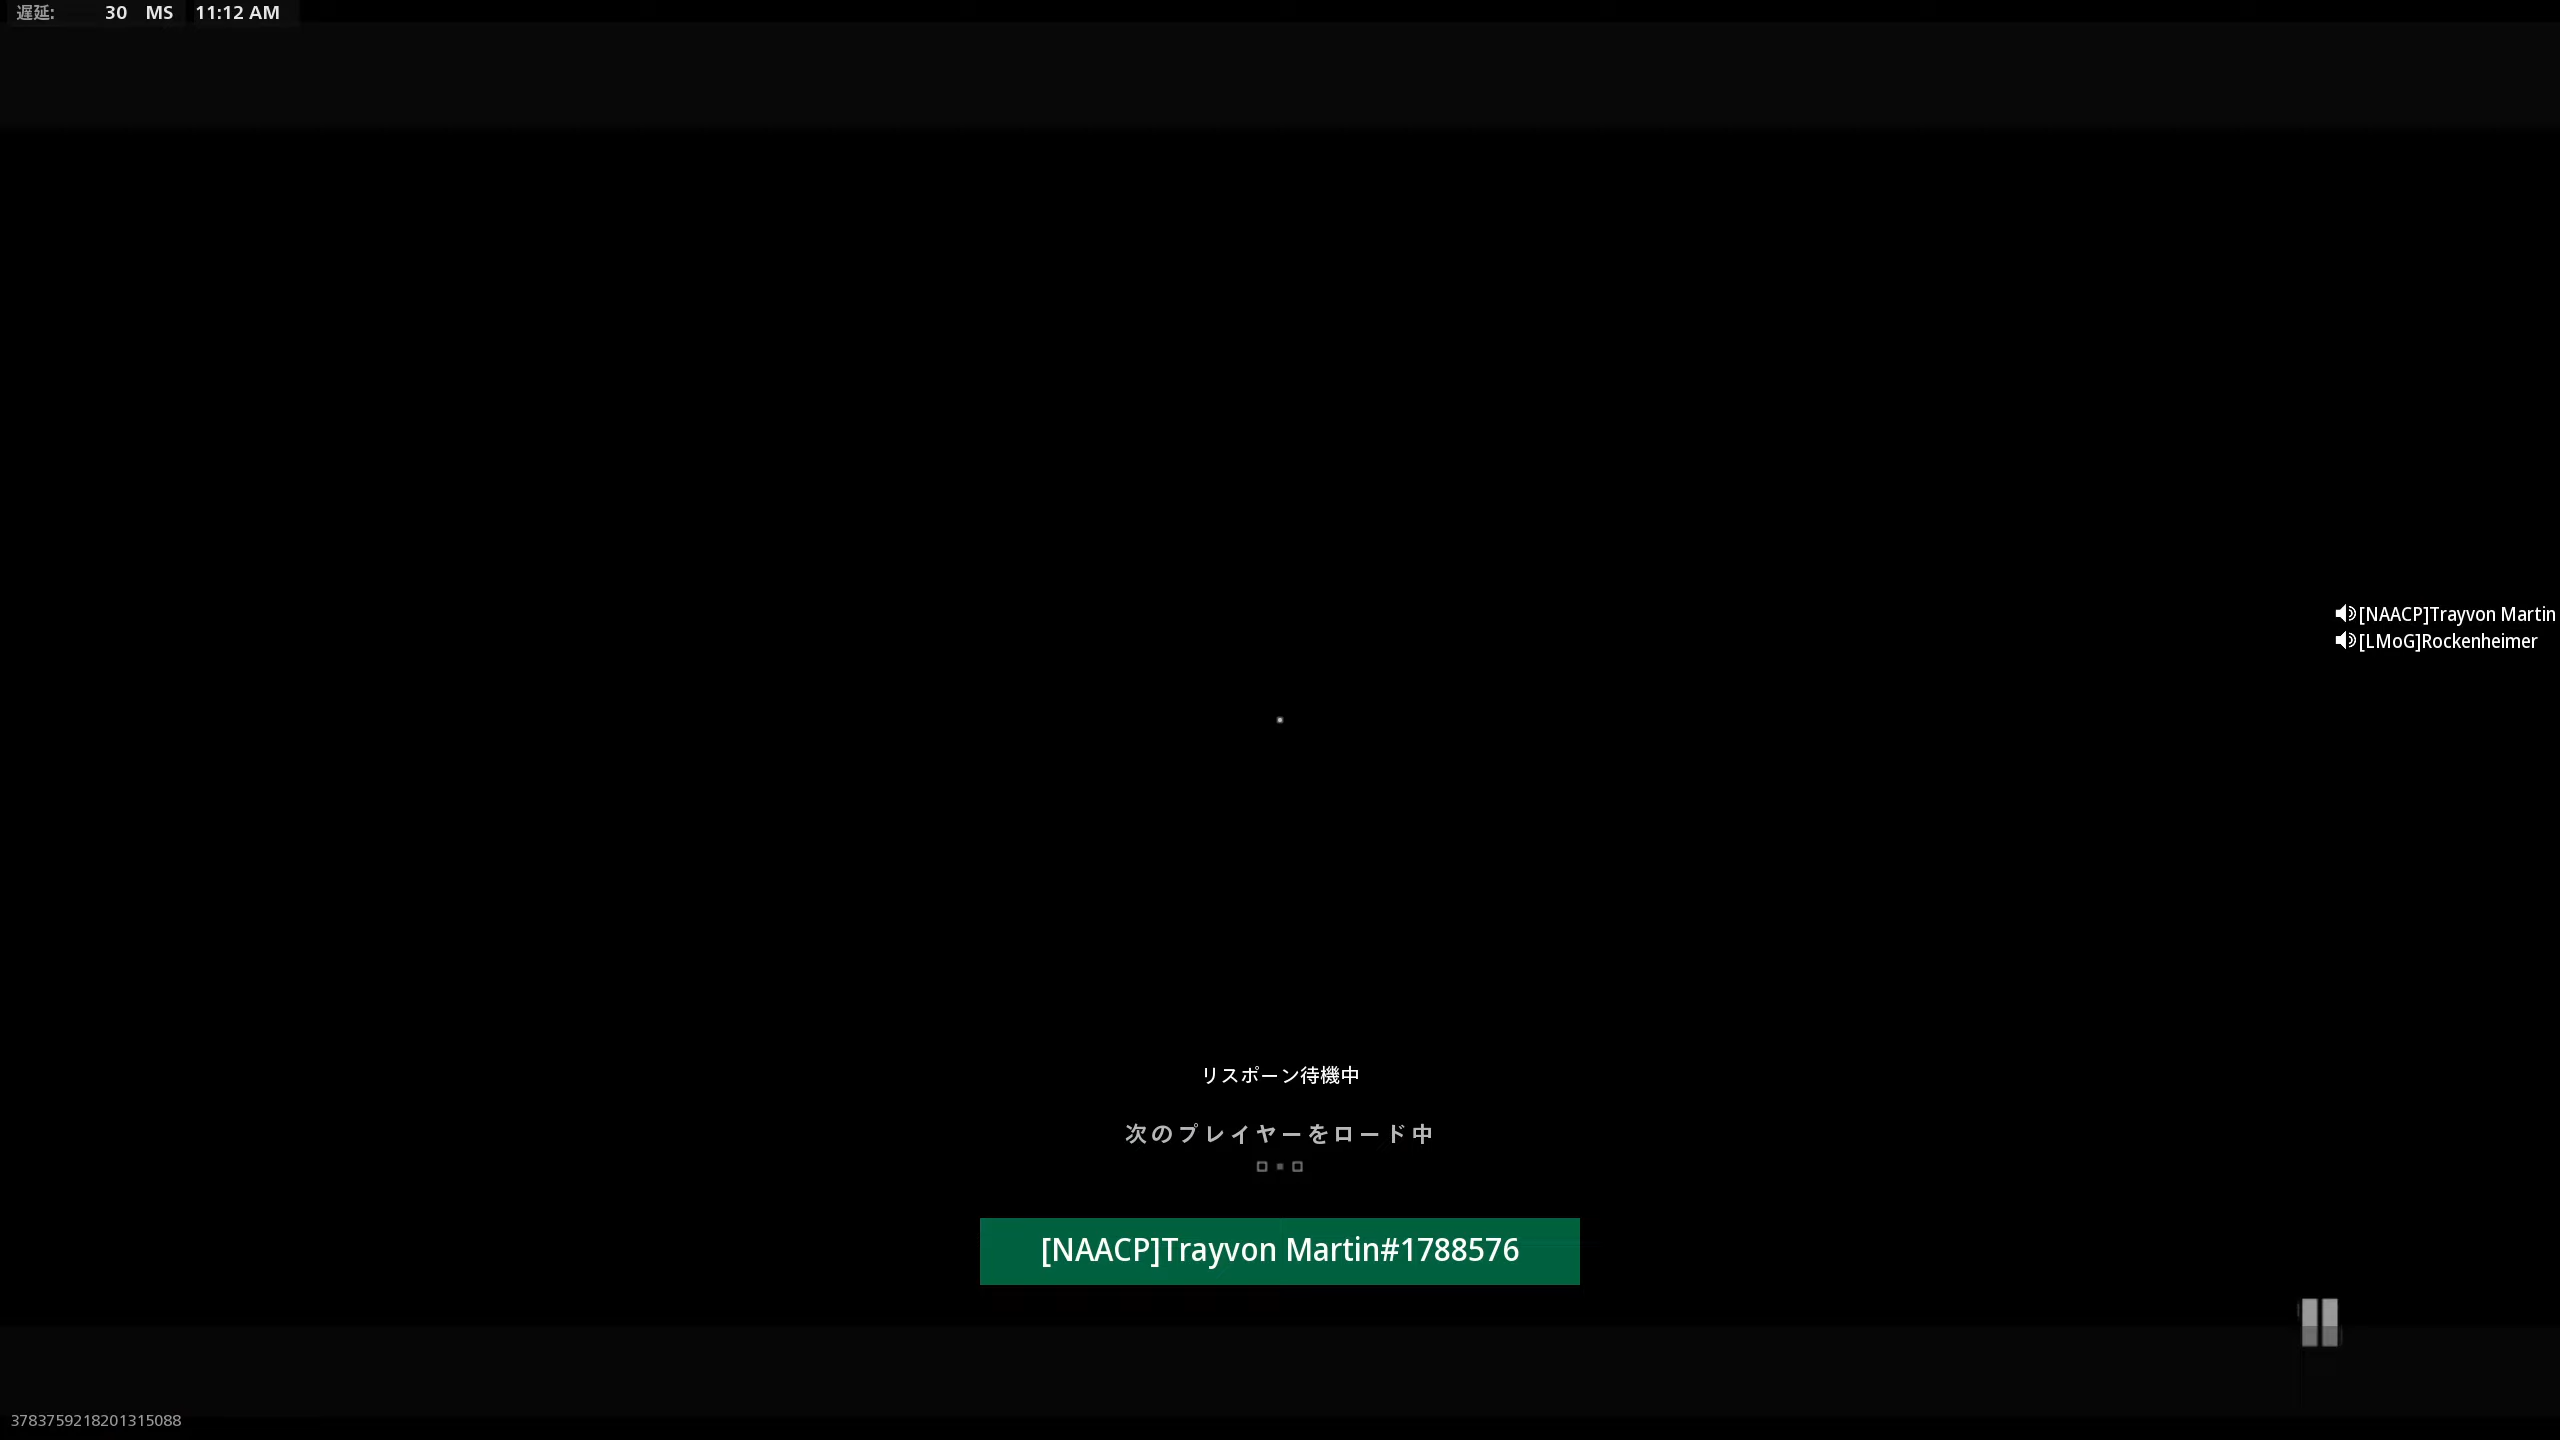 遅延: 30 MS 11:12 AM
[NAACP]Trayvon Martin
[LMoG]Rockenheimer
リスポーン待機中
次のプレイヤーをロード中
[NAACP]Trayvon Martin#1788576
3783759218201315088